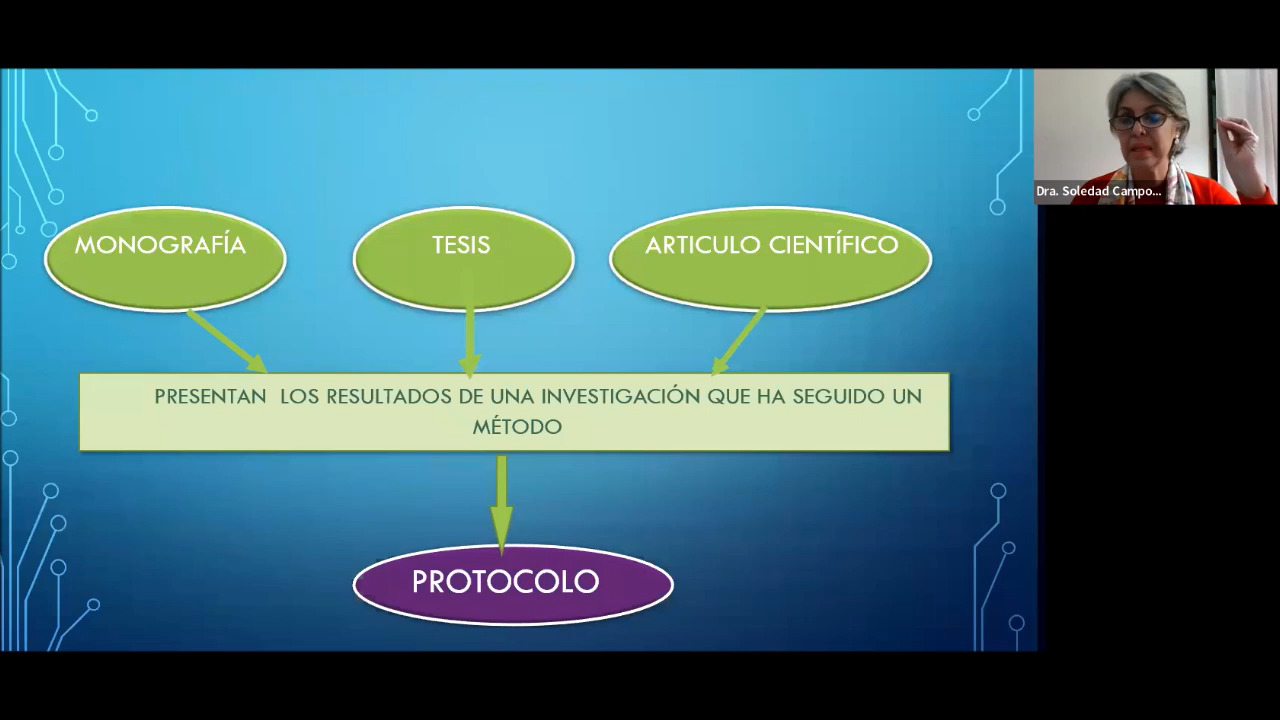 Dra. Soledad Campo...
MONOGRAFÍA
TESIS
ARTICULO CIENTÍFICO
PRESENTAN LOS RESULTADOS DE UNA INVESTIGACIÓN QUE HA SEGUIDO UN
MÉTODO
PROTOCOLO